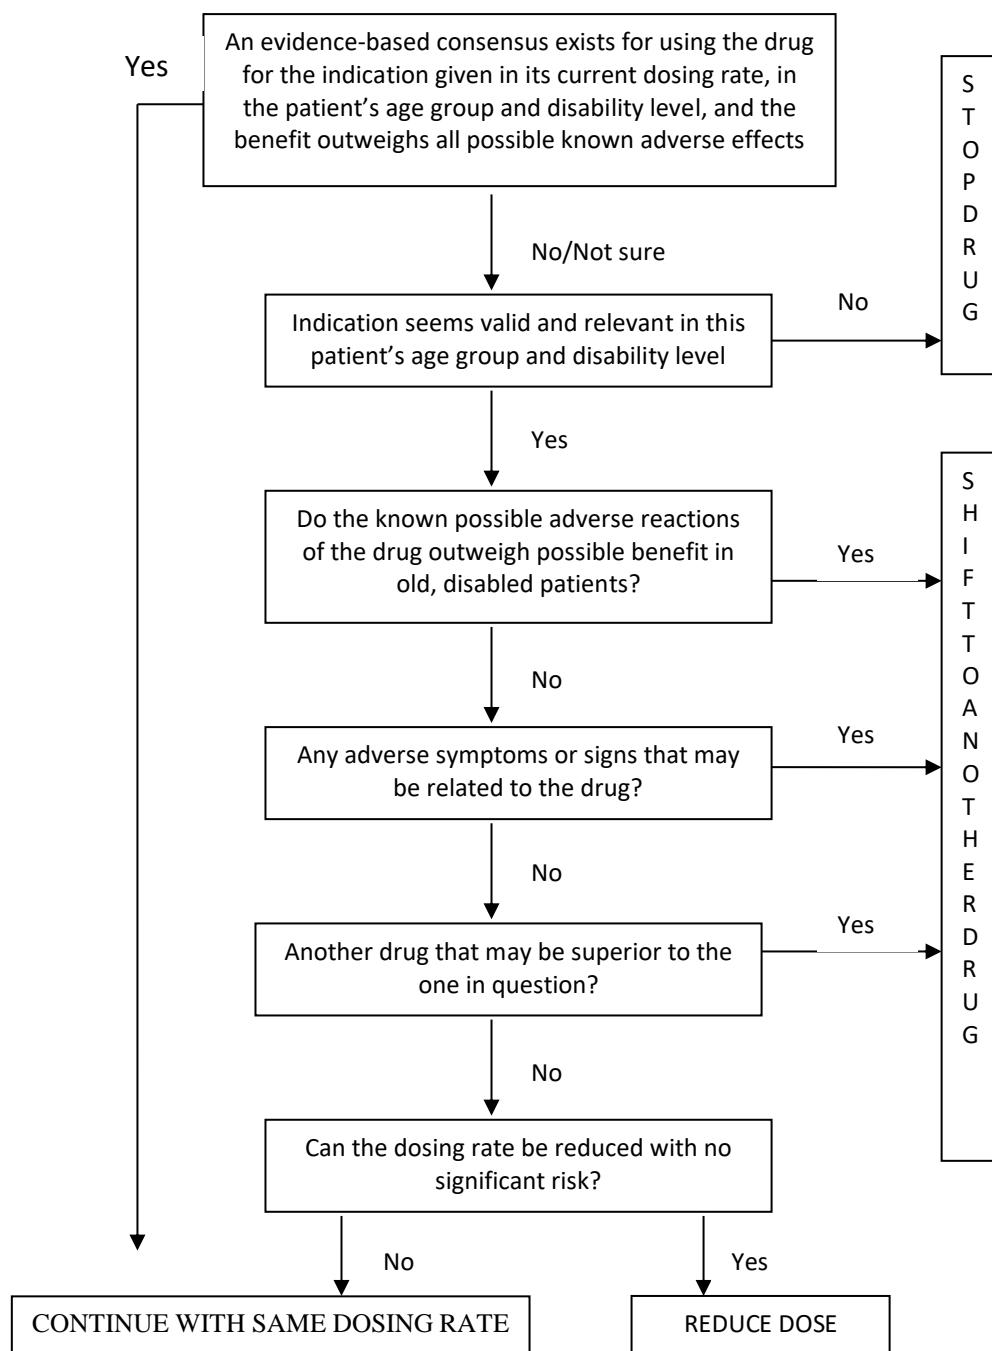 Yes
An evidence-based consensus exists for using the drug
for the indication given in its current dosing rate, in
the patient's age group and disability level, and the
benefit outweighs all possible known adverse effects
No/Not sure
Indication seems valid and relevant in this
patient's age group and disability level
No
S
T
O
P
D
R
U
G
Yes
Do the known possible adverse reactions
of the drug outweigh possible benefit in
old, disabled patients?
Yes
No
Any adverse symptoms or signs that may
be related to the drug?
Yes
No
Another drug that may be superior to the
one in question?
Yes
S
H
I
F
T
T
O
A
N
O
T
H
E
R
D
R
U
G
No
Can the dosing rate be reduced with no
significant risk?
No
Yes
CONTINUE WITH SAME DOSING RATE
REDUCE DOSE